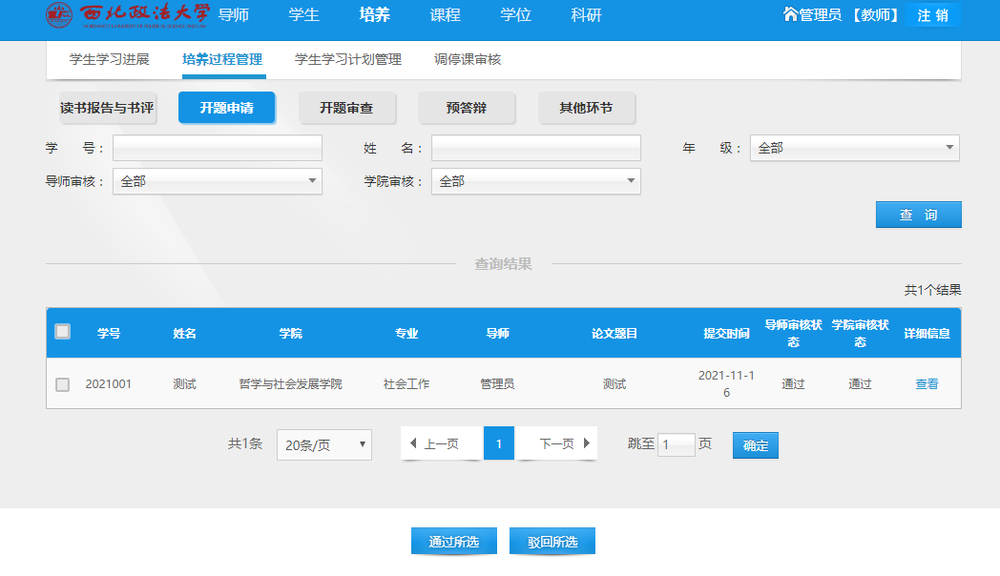 西北政法大学 导师 学生 培养 课程 学位 科研 管理员 【教师】 注 销
学生学习进展 培养过程管理 学生学习计划管理 调停课审核
读书报告与书评 开题申请 开题审查 预答辩 其他环节
学 号： 姓 名： 年 级： 全部
导师审核： 全部 学院审核： 全部
查 询
查询结果
共1个结果
学号 姓名 学院 专业 导师 论文题目 提交时间 导师审核状态 学院审核状态 详细信息
2021001 测试 哲学与社会发展学院 社会工作 管理员 测试 2021-11-16 通过 通过 查看
共1条 20条/页 上一页 1 下一页 跳至 1 页 确定
通过所选 驳回所选